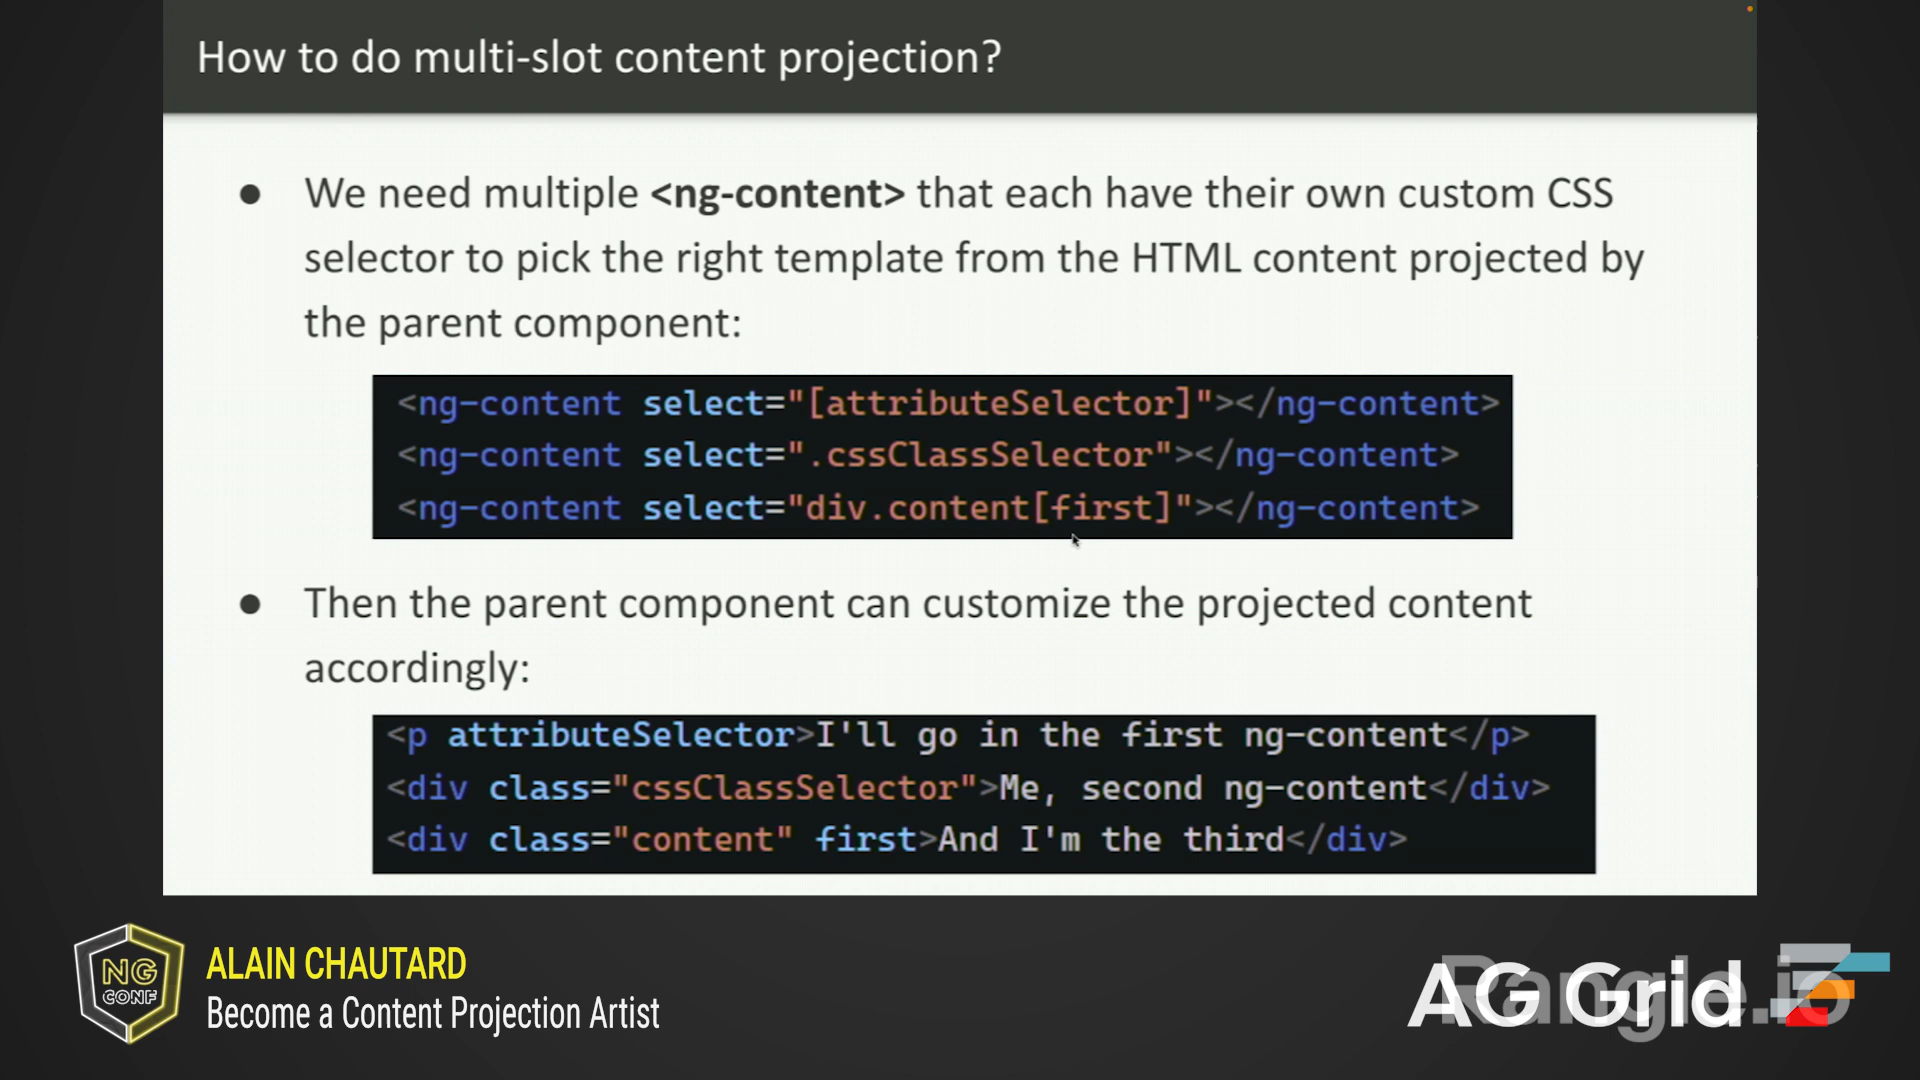 How to do multi-slot content projection?
● We need multiple <ng-content> that each have their own custom CSS
selector to pick the right template from the HTML content projected by
the parent component:
<ng-content select="[attributeSelector]"></ng-content>
<ng-content select=".cssClassSelector"></ng-content>
<ng-content select="div.content[first]"></ng-content>
● Then the parent component can customize the projected content
accordingly:
<p attributeSelector>I'll go in the first ng-content</p>
<div class="cssClassSelector">Me, second ng-content</div>
<div class="content" first>And I'm the third</div>
NG
CONF
ALAIN CHAUTARD
Become a Content Projection Artist
AG Grid
Rangle.io